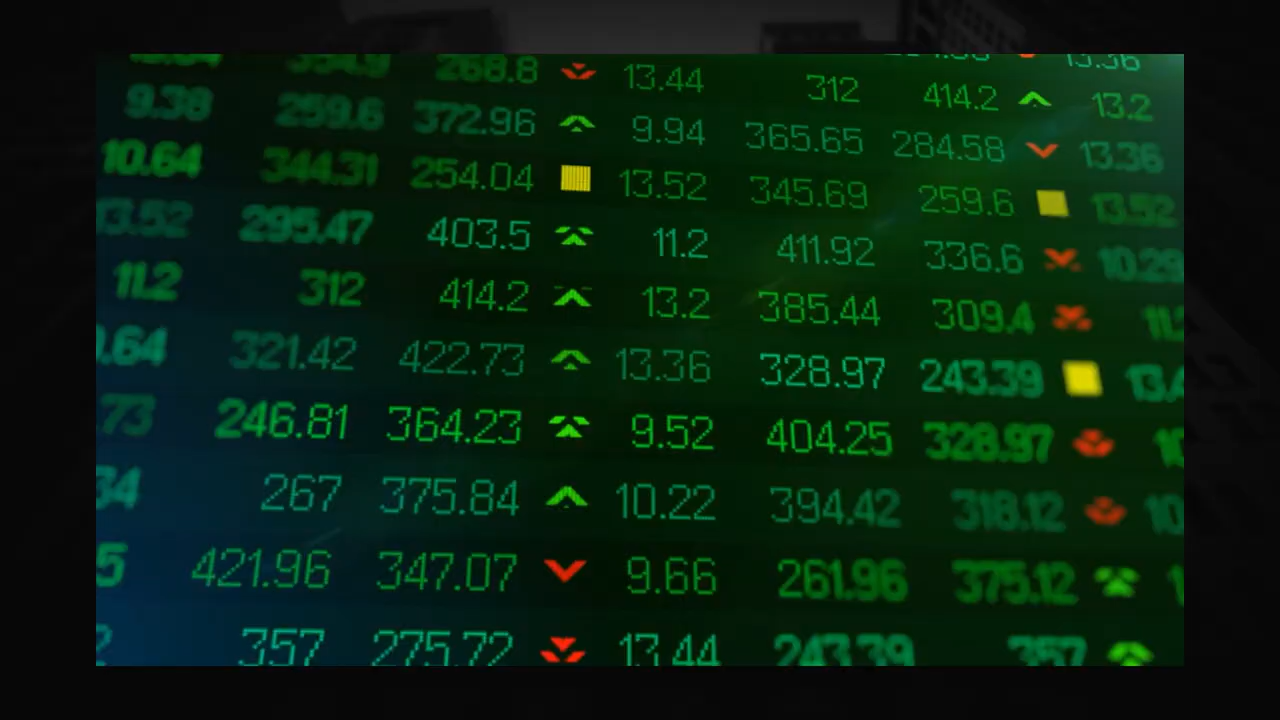 268.8 13.44 312 414.2 13.2
9.38 259.6 372.96 9.94 365.65 284.58 13.36
10.64 344.31 254.04 13.52 345.69 259.6 13.52
13.52 295.47 403.5 11.2 411.92 336.6 10.29
11.2 312 414.2 13.2 385.44 309.4
321.42 422.73 13.36 328.97 243.39
246.81 364.23 9.52 404.25 328.97
267 375.84 10.22 394.42 318.12
421.96 347.07 9.66 261.96 375.12
357 275.72 13.44 243.39 357